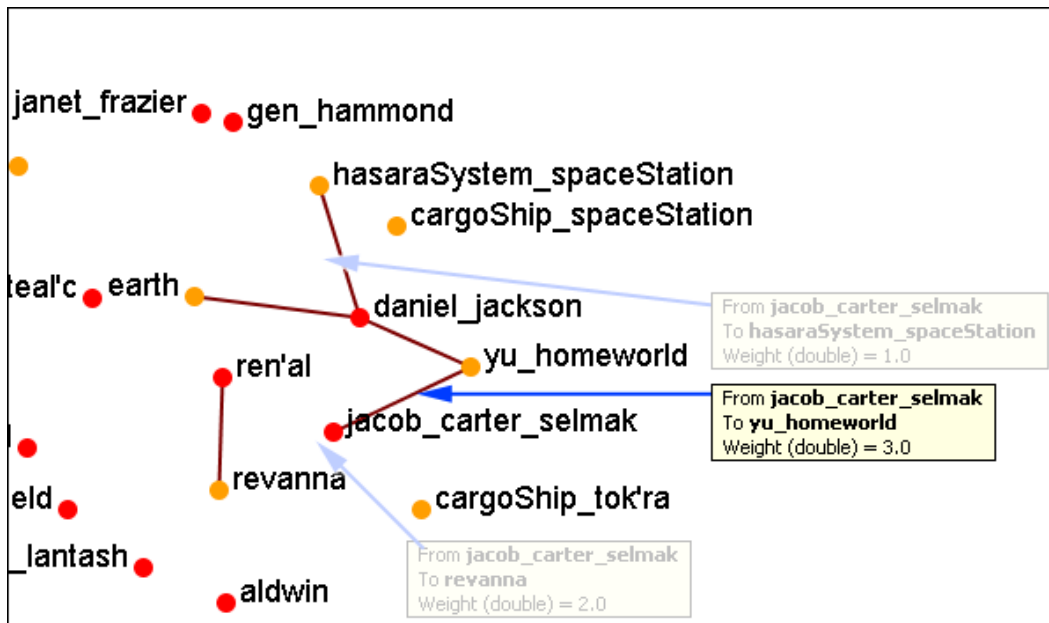 janet_frazier
gen_hammond
hasaraSystem_spaceStation
cargoShip_spaceStation
teal'c
earth
daniel_jackson
From jacob_carter_selmak
To hasaraSystem_spaceStation
Weight (double) = 1.0
yu_homeworld
ren'al
From jacob_carter_selmak
To yu_homeworld
Weight (double) = 3.0
jacob_carter_selmak
revanna
eld
cargoShip_tok'ra
_lantash
From jacob_carter_selmak
To revanna
Weight (double) = 2.0
aldwin